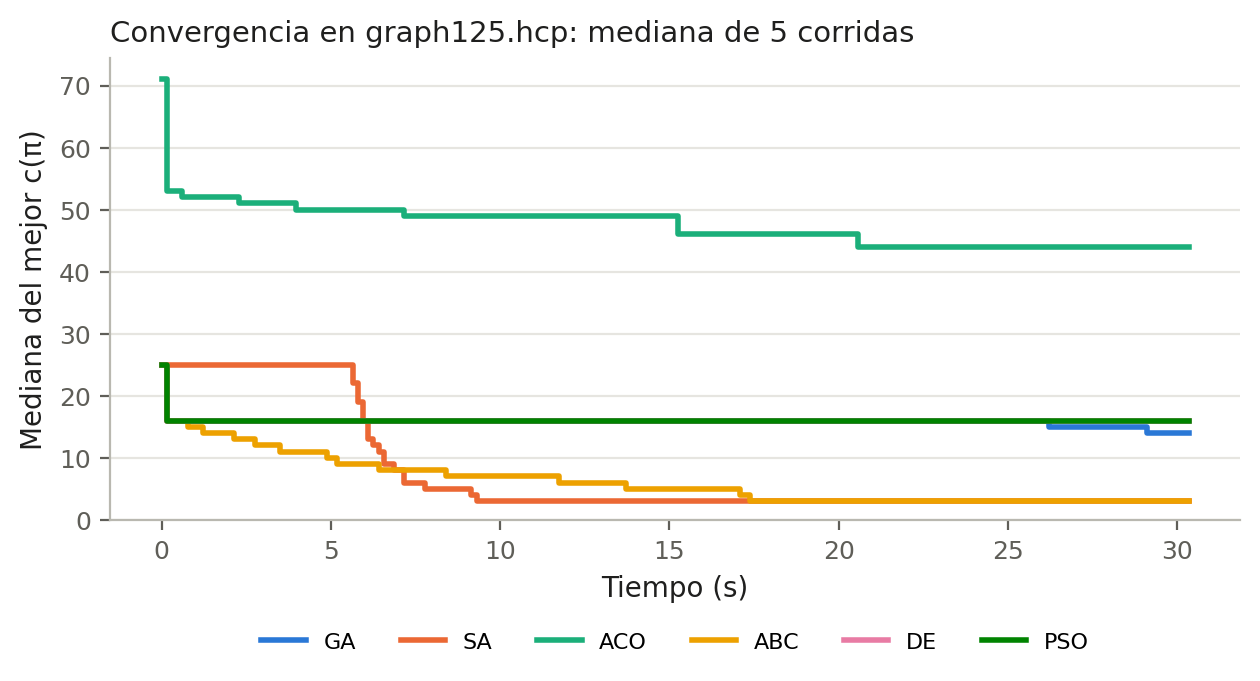 Convergencia en graph125.hcp: mediana de 5 corridas
Mediana del mejor c(π)
70
60
50
40
30
20
10
0
0 5 10 15 20 25 30
Tiempo (s)
GA SA ACO ABC DE PSO